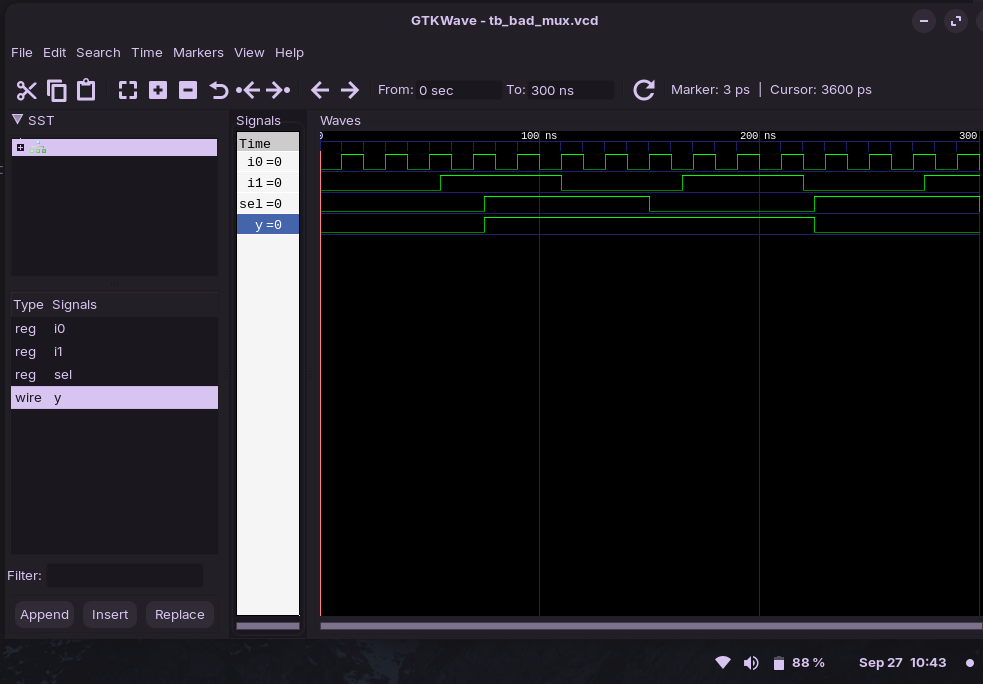 GTKWave - tb_bad_mux.vcd
File Edit Search Time Markers View Help
From: 0 sec To: 300 ns Marker: 3 ps | Cursor: 3600 ps
SST
Signals
Waves
0 100 ns 200 ns 300
Time
i0=0
i1=0
sel=0
y=0
Type Signals
reg i0
reg i1
reg sel
wire y
Filter:
Append Insert Replace
88 % Sep 27 10:43